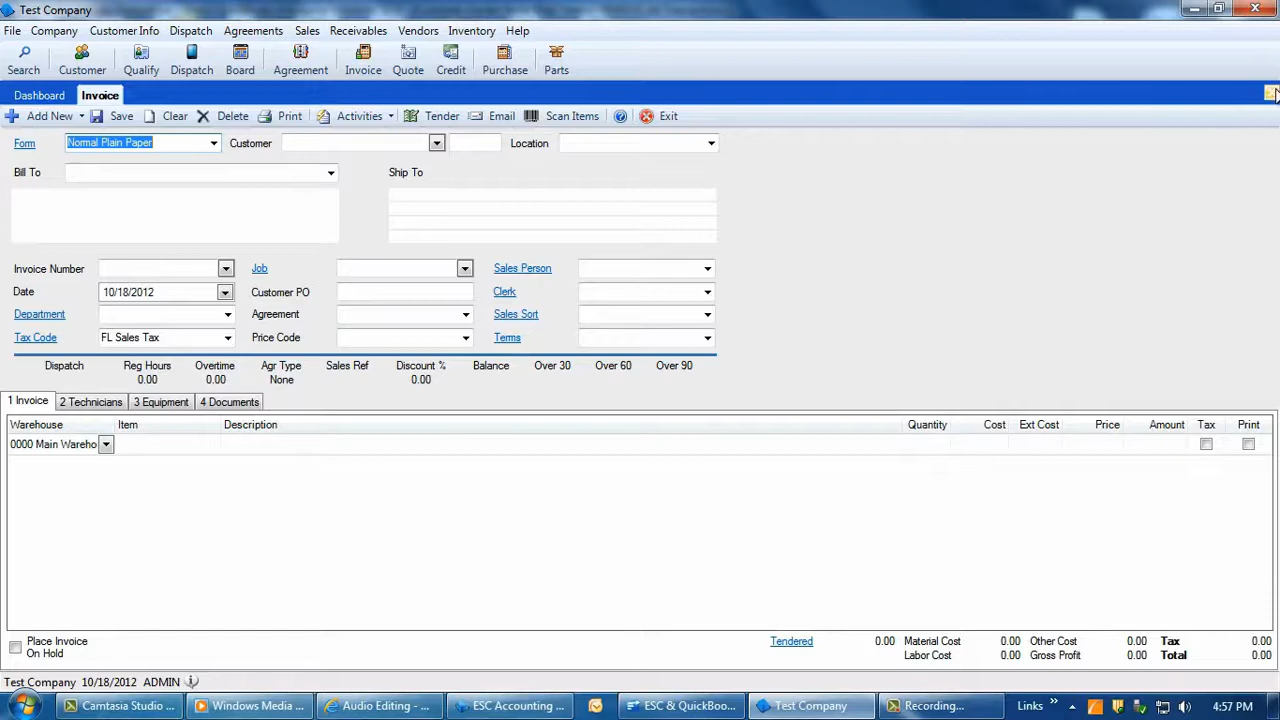 Test Company
File Company Customer Info Dispatch Agreements Sales Receivables Vendors Inventory Help
Search Customer Qualify Dispatch Board Agreement Invoice Quote Credit Purchase Parts
Dashboard Invoice
Add New Save Clear Delete Print Activities Tender Email Scan Items Exit
Form Normal Plain Paper Customer Location
Bill To Ship To
Invoice Number Job Sales Person
Date 10/18/2012 Customer PO Clerk
Department Agreement Sales Sort
Tax Code FL Sales Tax Price Code Terms
Dispatch Reg Hours Overtime Agr Type Sales Ref Discount % Balance Over 30 Over 60 Over 90
0.00 0.00 None 0.00
1 Invoice 2 Technicians 3 Equipment 4 Documents
Warehouse Item Description Quantity Cost Ext Cost Price Amount Tax Print
0000 Main Wareho
Place Invoice On Hold Tendered 0.00 Material Cost 0.00 Other Cost 0.00 Tax 0.00
Labor Cost 0.00 Gross Profit 0.00 Total 0.00
Test Company 10/18/2012 ADMIN
Camtasia Studio ... Windows Media ... Audio Editing - ... ESC Accounting ... ESC & QuickBoo... Test Company Recording... Links 4:57 PM